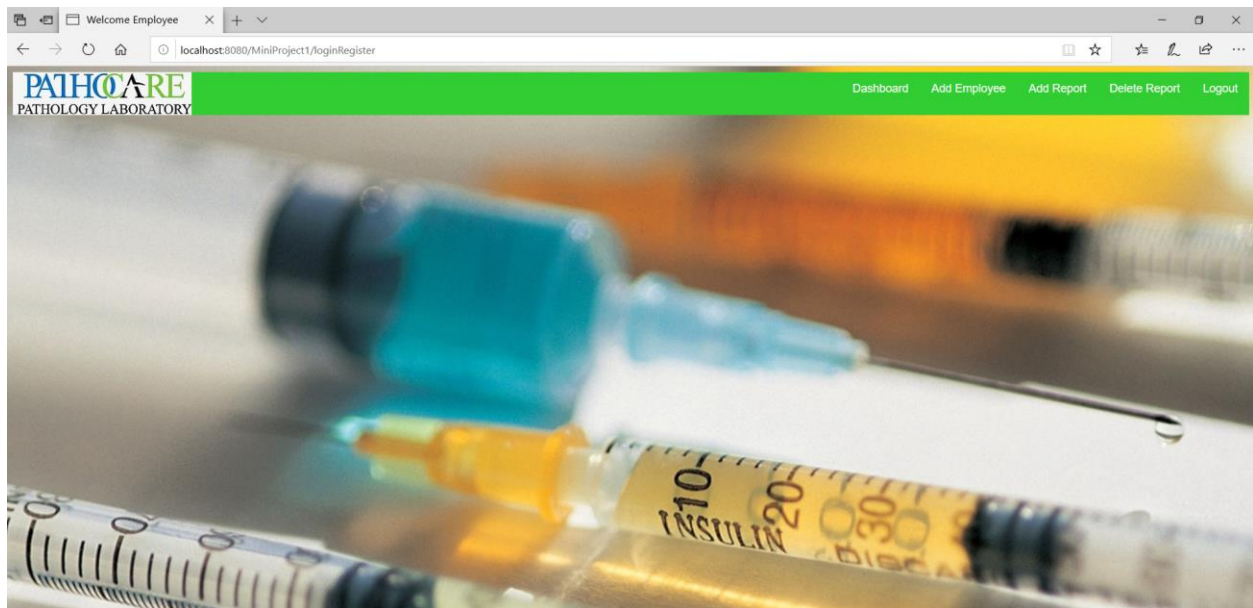 Welcome Employee
localhost:8080/MiniProject1/loginRegister
PATHOCARE
PATHOLOGY LABORATORY
Dashboard Add Employee Add Report Delete Report Logout
10 20 30
INSULIN